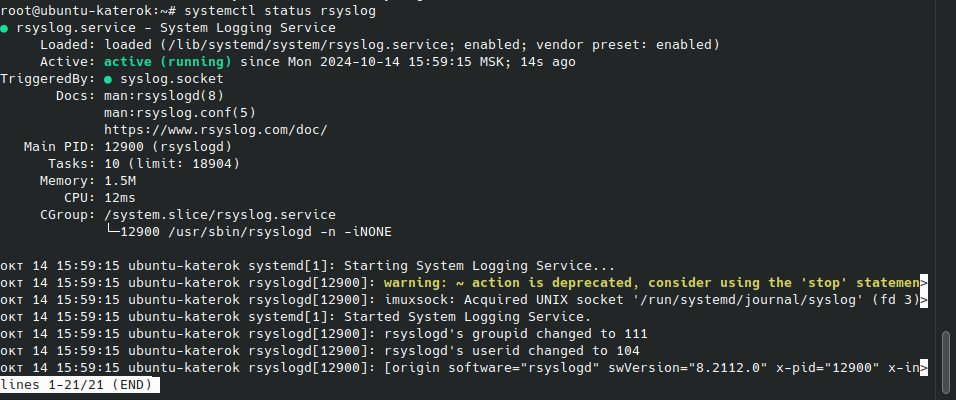 root@ubuntu-katerok:~# systemctl status rsyslog
● rsyslog.service - System Logging Service
     Loaded: loaded (/lib/systemd/system/rsyslog.service; enabled; vendor preset: enabled)
     Active: active (running) since Mon 2024-10-14 15:59:15 MSK; 14s ago
TriggeredBy: ● syslog.socket
       Docs: man:rsyslogd(8)
             man:rsyslog.conf(5)
             https://www.rsyslog.com/doc/
   Main PID: 12900 (rsyslogd)
      Tasks: 10 (limit: 18904)
     Memory: 1.5M
        CPU: 12ms
     CGroup: /system.slice/rsyslog.service
             └─12900 /usr/sbin/rsyslogd -n -iNONE

окт 14 15:59:15 ubuntu-katerok systemd[1]: Starting System Logging Service...
окт 14 15:59:15 ubuntu-katerok rsyslogd[12900]: warning: ~ action is deprecated, consider using the 'stop' statemen>
окт 14 15:59:15 ubuntu-katerok rsyslogd[12900]: imuxsock: Acquired UNIX socket '/run/systemd/journal/syslog' (fd 3)>
окт 14 15:59:15 ubuntu-katerok systemd[1]: Started System Logging Service.
окт 14 15:59:15 ubuntu-katerok rsyslogd[12900]: rsyslogd's groupid changed to 111
окт 14 15:59:15 ubuntu-katerok rsyslogd[12900]: rsyslogd's userid changed to 104
окт 14 15:59:15 ubuntu-katerok rsyslogd[12900]: [origin software="rsyslogd" swVersion="8.2112.0" x-pid="12900" x-in>
lines 1-21/21 (END)